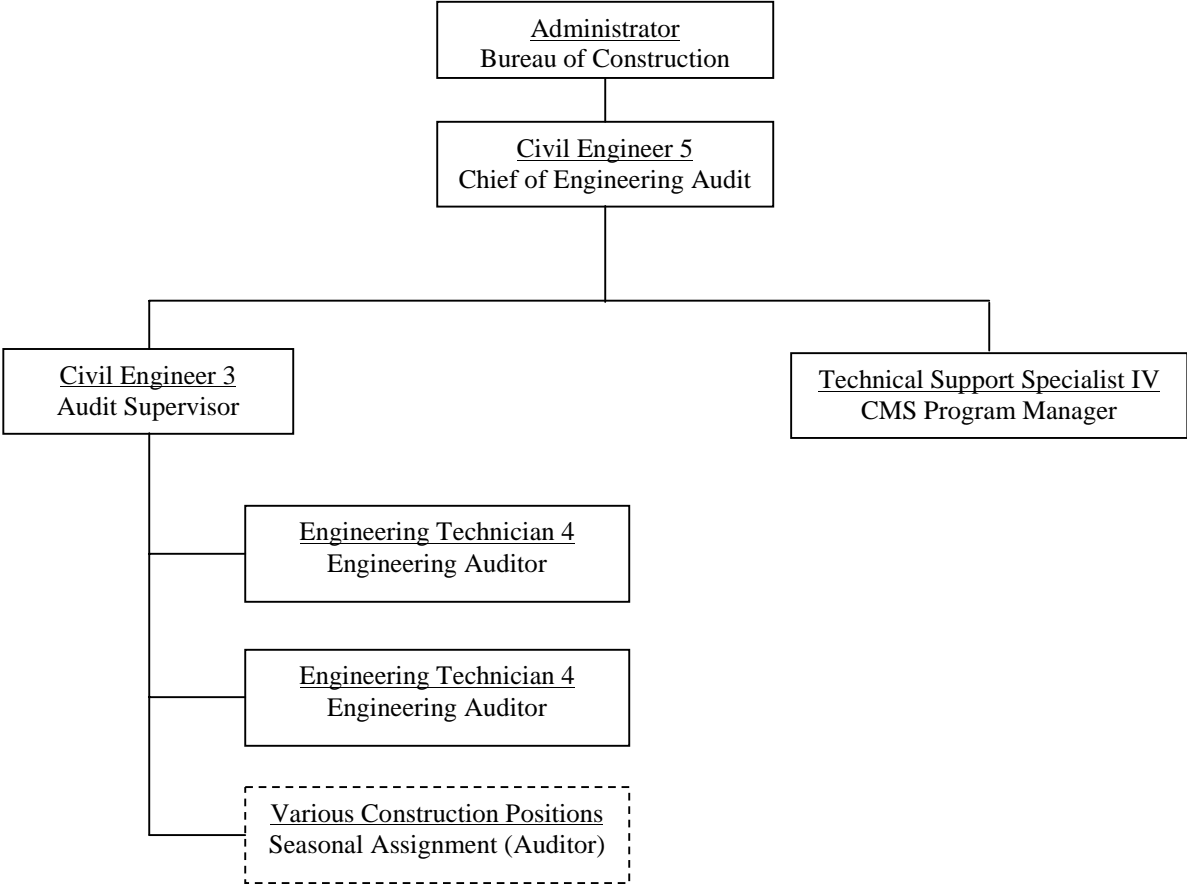 Administrator
Bureau of Construction
Civil Engineer 5
Chief of Engineering Audit
Civil Engineer 3
Audit Supervisor
Technical Support Specialist IV
CMS Program Manager
Engineering Technician 4
Engineering Auditor
Engineering Technician 4
Engineering Auditor
Various Construction Positions
Seasonal Assignment (Auditor)